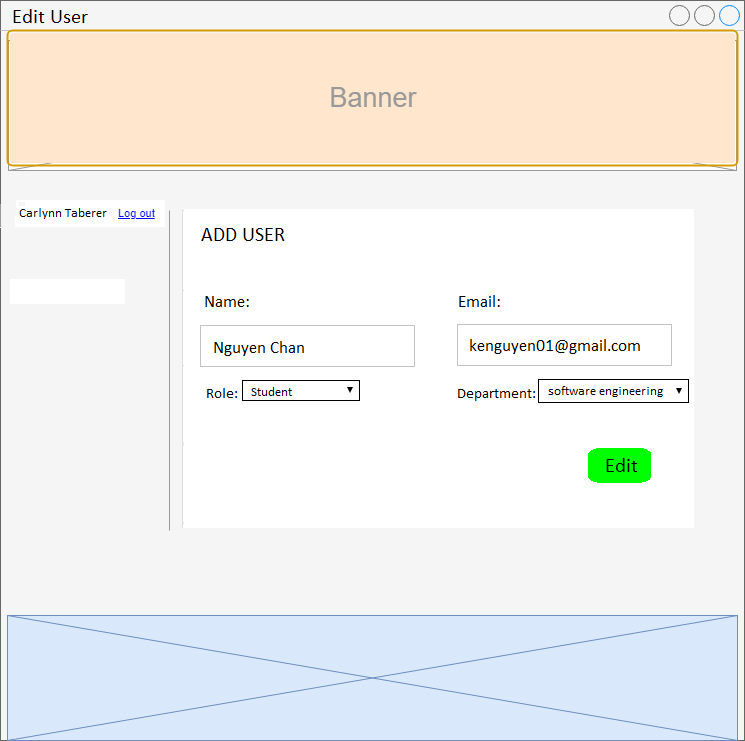 Edit User
Banner
Carlynn Taberer Log out
ADD USER
Name: Email:
Nguyen Chan kenguyen01@gmail.com
Role: Student ▼ Department: software engineering ▼
Edit